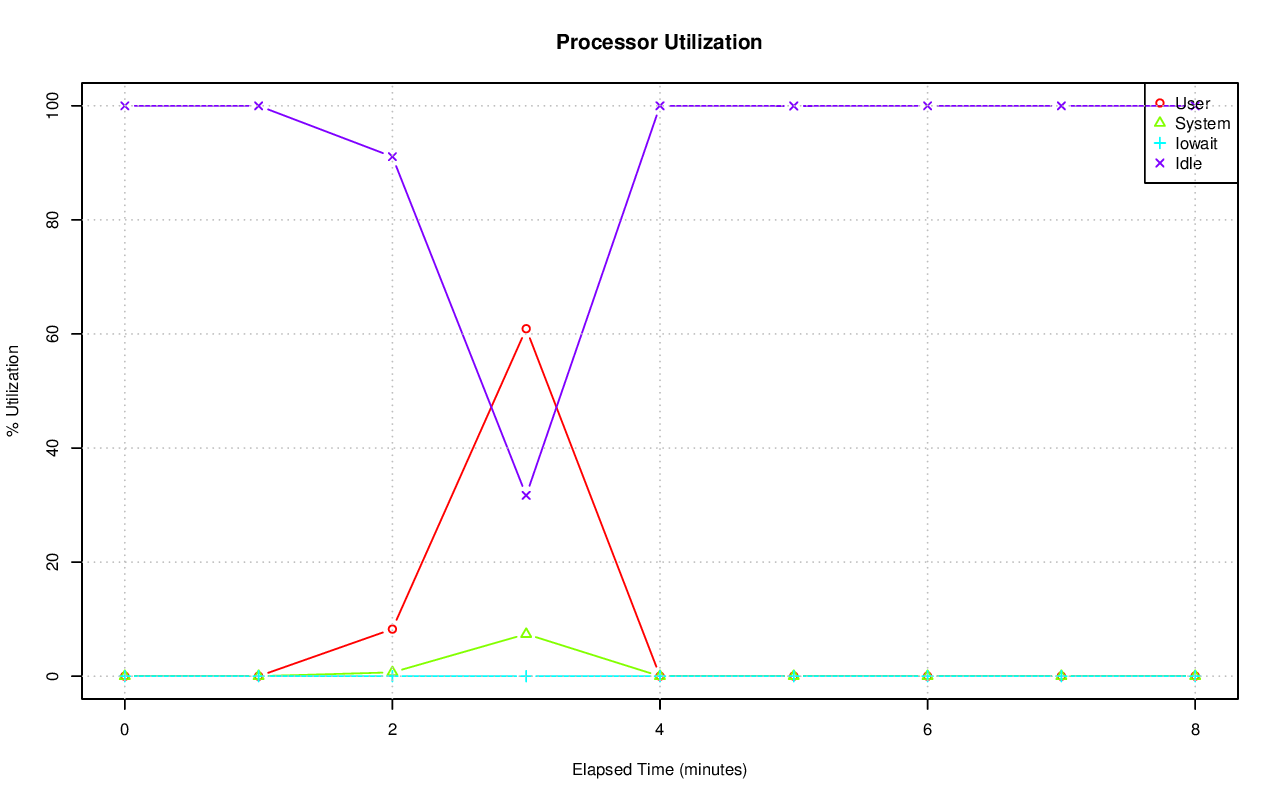 Processor Utilization
% Utilization
100
80
60
40
20
0
User
System
Iowait
Idle
0 2 4 6 8
Elapsed Time (minutes)